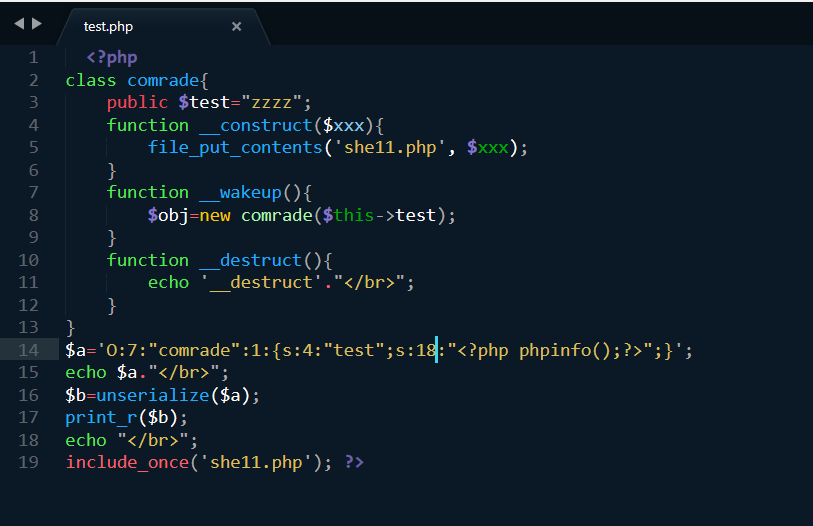 test.php ×
1 <?php
2 class comrade{
3 public $test="zzzz";
4 function __construct($xxx){
5 file_put_contents('she11.php', $xxx);
6 }
7 function __wakeup(){
8 $obj=new comrade($this->test);
9 }
10 function __destruct(){
11 echo '__destruct'."</br>";
12 }
13 }
14 $a='O:7:"comrade":1:{s:4:"test";s:18:"<?php phpinfo();?>";}';
15 echo $a."</br>";
16 $b=unserialize($a);
17 print_r($b);
18 echo "</br>";
19 include_once('she11.php'); ?>